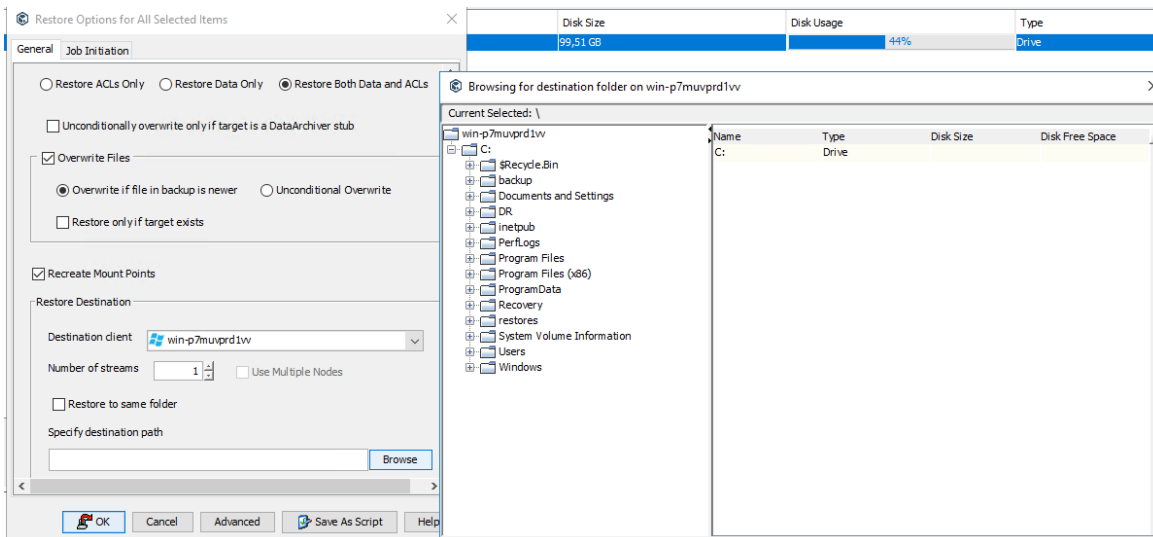 Restore Options for All Selected Items
General Job Initiation
Restore ACLs Only Restore Data Only Restore Both Data and ACLs
Unconditionally overwrite only if target is a DataArchiver stub
Overwrite Files
Overwrite if file in backup is newer Unconditional Overwrite
Restore only if target exists
Recreate Mount Points
Restore Destination
Destination client win-p7muvprd1vv
Number of streams 1 Use Multiple Nodes
Restore to same folder
Specify destination path
Browse
OK Cancel Advanced Save As Script Help
Disk Size Disk Usage Type
99,51 GB 44% Drive
Browsing for destination folder on win-p7muvprd1vv
Current Selected: \
win-p7muvprd1vv
C:
$Recycle.Bin
backup
Documents and Settings
DR
inetpub
PerfLogs
Program Files
Program Files (x86)
ProgramData
Recovery
restores
System Volume Information
Users
Windows
Name Type Disk Size Disk Free Space
C: Drive